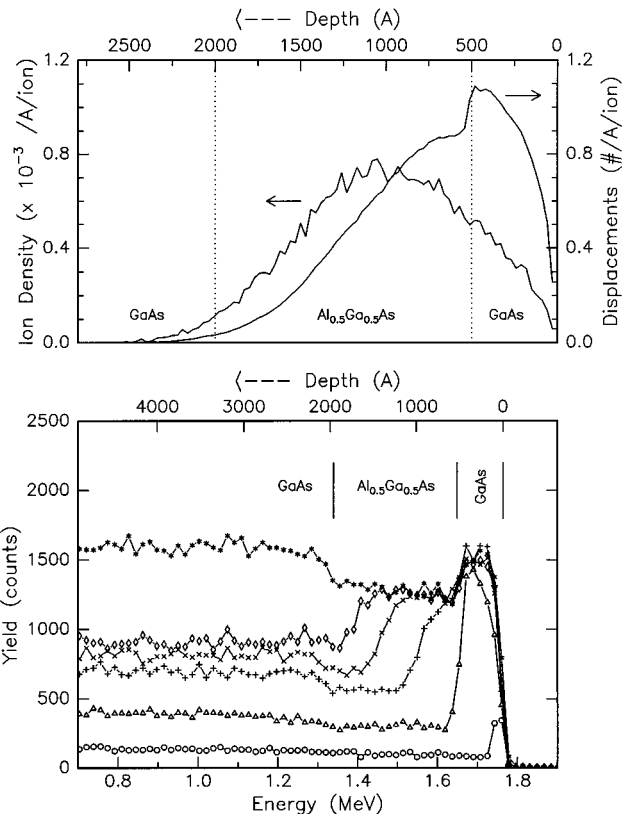 ⟨--- Depth (A)
2500 2000 1500 1000 500 0
1.2 1.2
0.8 0.8
0.4 0.4
0.0 0.0
Ion Density (x 10⁻³ /A/ion)
Displacements (#/A/ion)
GaAs Al₀.₅Ga₀.₅As GaAs
⟨--- Depth (A)
4000 3000 2000 1000 0
2500
2000
1500
1000
500
0
Yield (counts)
GaAs Al₀.₅Ga₀.₅As GaAs
0.8 1.0 1.2 1.4 1.6 1.8
Energy (MeV)